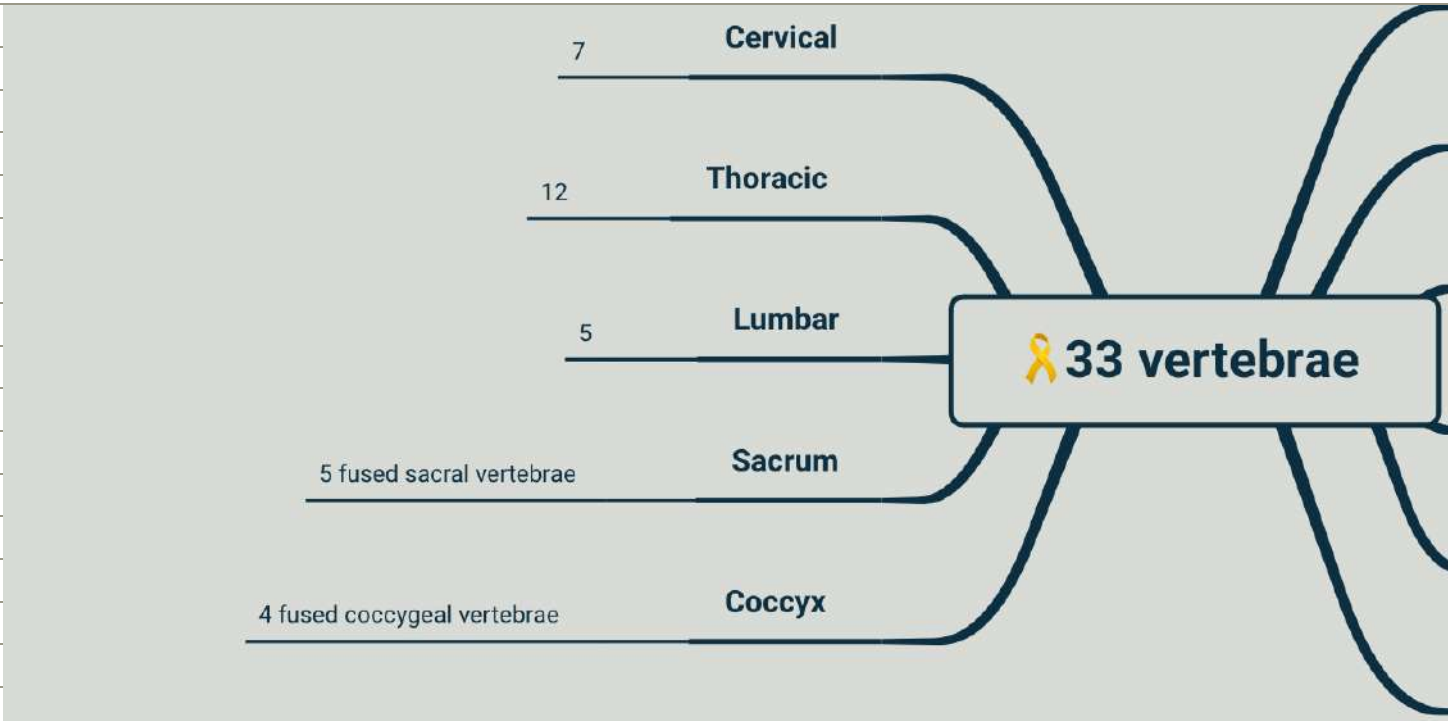 Cervical
7
Thoracic
12
Lumbar
5
🎗33 vertebrae
Sacrum
5 fused sacral vertebrae
Coccyx
4 fused coccygeal vertebrae